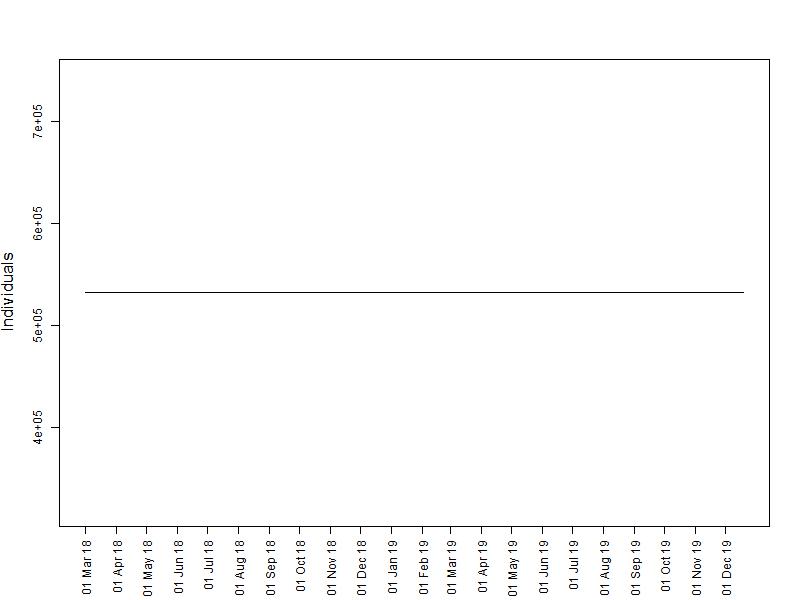 Individuals
7e+05
6e+05
5e+05
4e+05
01 Mar 18
01 Apr 18
01 May 18
01 Jun 18
01 Jul 18
01 Aug 18
01 Sep 18
01 Oct 18
01 Nov 18
01 Dec 18
01 Jan 19
01 Feb 19
01 Mar 19
01 Apr 19
01 May 19
01 Jun 19
01 Jul 19
01 Aug 19
01 Sep 19
01 Oct 19
01 Nov 19
01 Dec 19